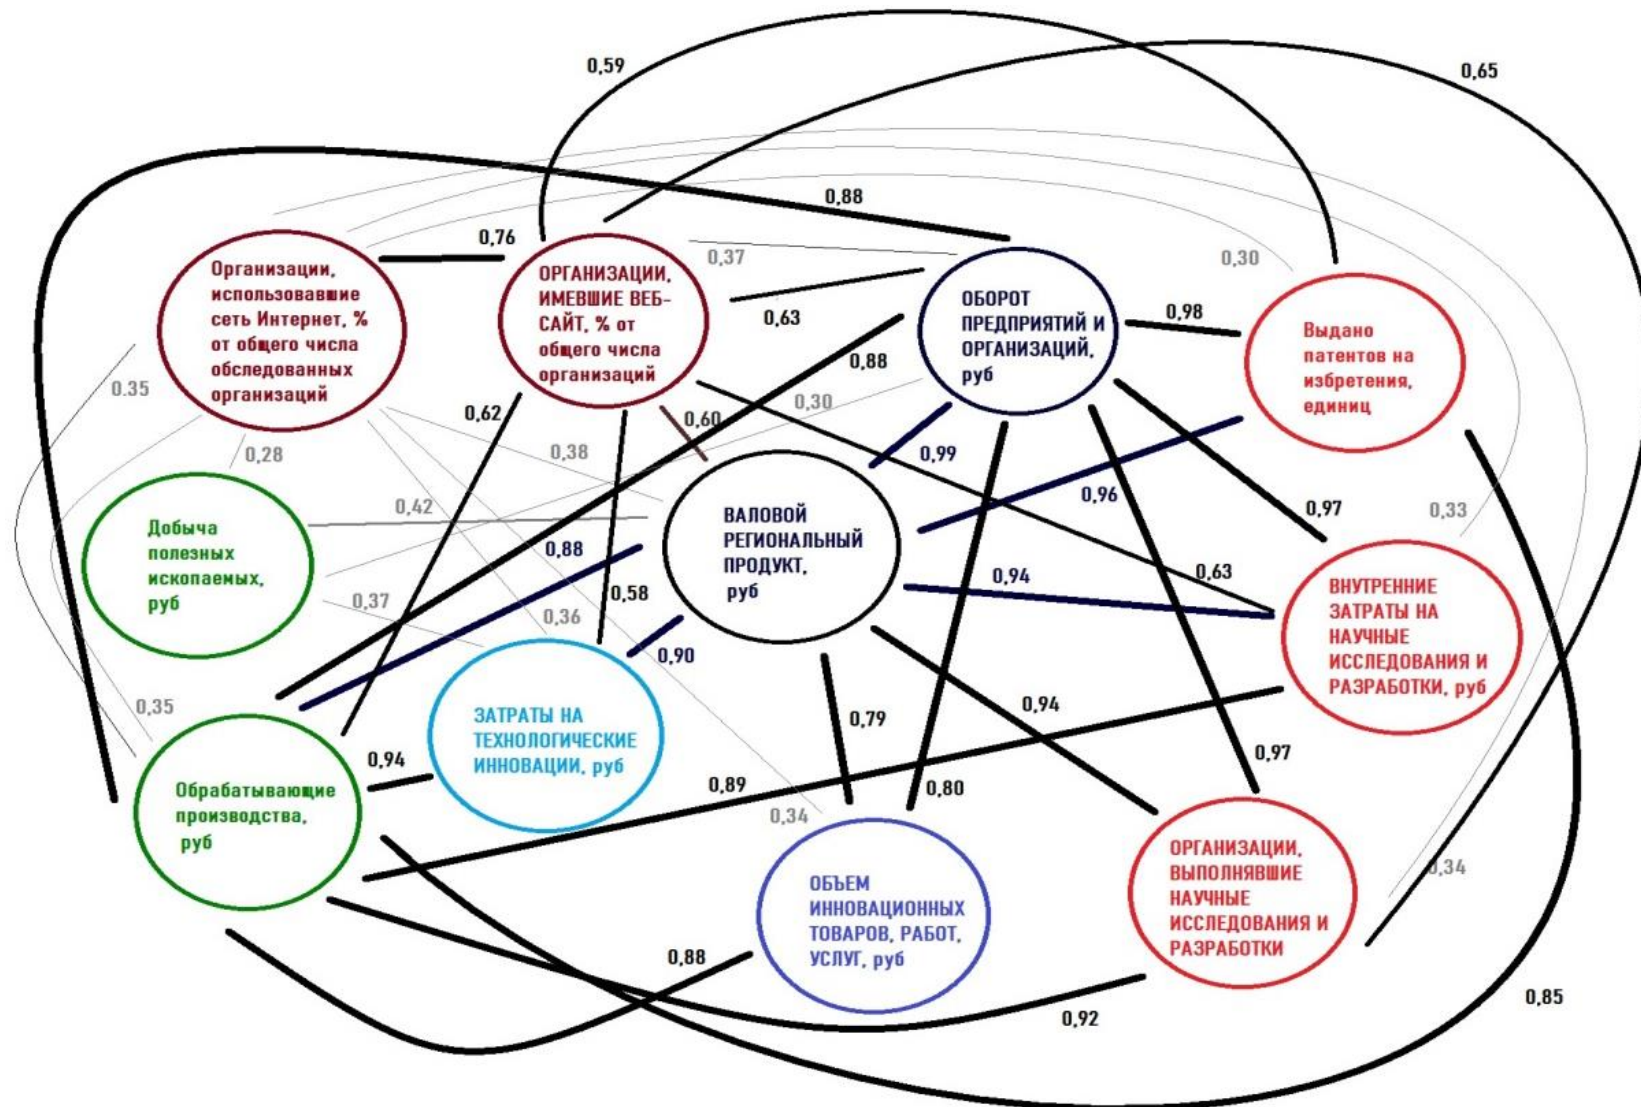 0,59
0,65
0,88
0,76
0,37
0,30
0,63
0,98
Организации,
использовавшие
сеть Интернет, %
от общего числа
обследованных
организаций
ОРГАНИЗАЦИИ,
ИМЕВШИЕ ВЕБ-
САЙТ, % от
общего числа
организаций
ОБОРОТ
ПРЕДПРИЯТИЙ И
ОРГАНИЗАЦИЙ,
руб
Выдано
патентов на
избретения,
единиц
0.35
0,88
0,62
0,60
0,30
0,28
0,38
0,99
0,96
0,42
0,97
0,33
Добыча
полезных
ископаемых,
руб
ВАЛОВОЙ
РЕГИОНАЛЬНЫЙ
ПРОДУКТ,
руб
0,88
0,58
0,94
0,63
0,37
0,36
0,90
ВНУТРЕННИЕ
ЗАТРАТЫ НА
НАУЧНЫЕ
ИССЛЕДОВАНИЯ И
РАЗРАБОТКИ, руб
0,35
ЗАТРАТЫ НА
ТЕХНОЛОГИЧЕСКИЕ
ИННОВАЦИИ, руб
0,79
0,94
0,94
0,89
0,80
0,97
0,34
Обрабатывающие
производства,
руб
ОБЪЕМ
ИННОВАЦИОННЫХ
ТОВАРОВ, РАБОТ,
УСЛУГ, руб
ОРГАНИЗАЦИИ,
ВЫПОЛНЯВШИЕ
НАУЧНЫЕ
ИССЛЕДОВАНИЯ И
РАЗРАБОТКИ
0,34
0,88
0,92
0,85